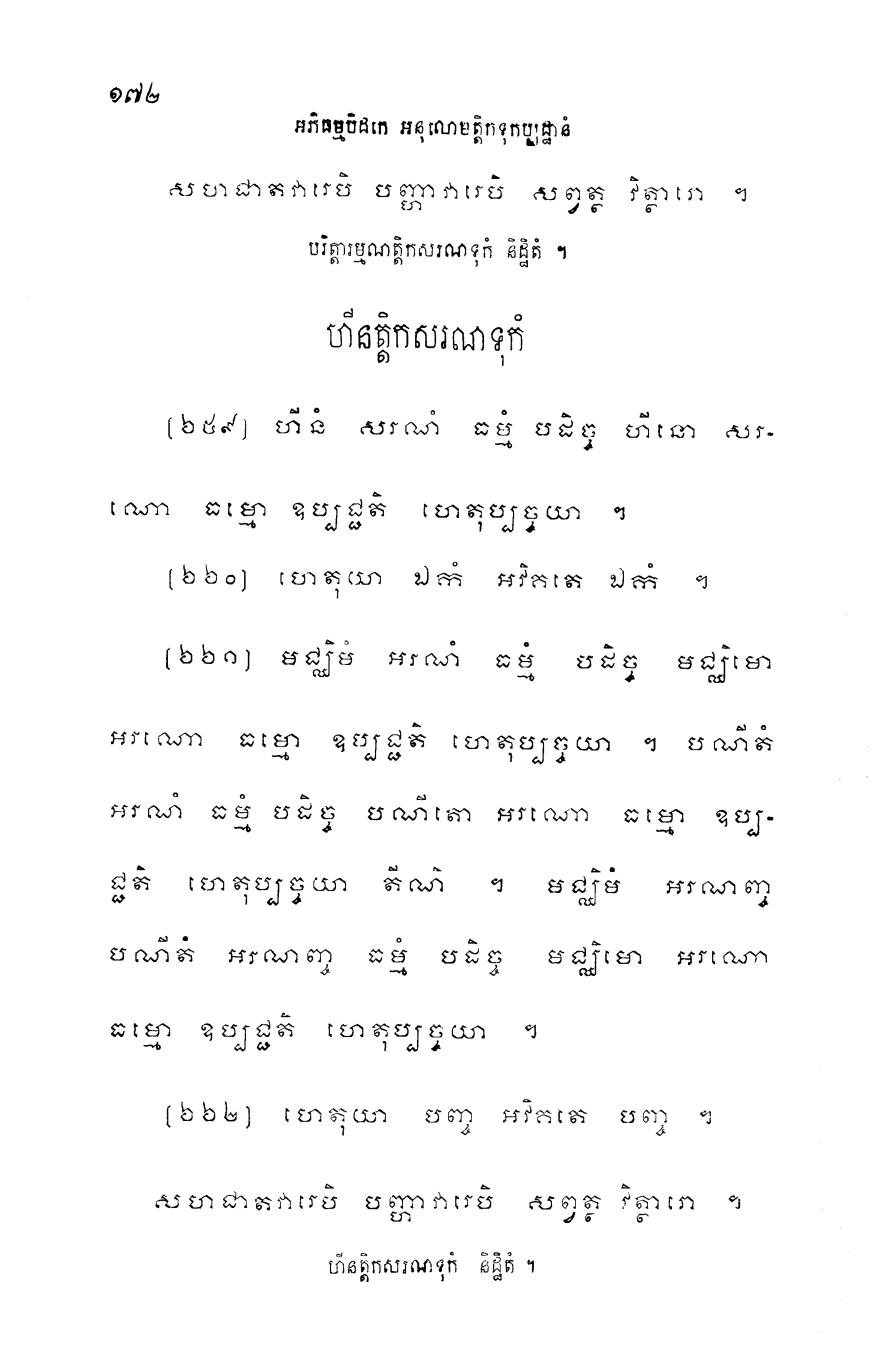 ១៧២
អភិធម្មបិដកេ អនុលោមត្តិកទុកប្បដ្ឋានំ
សហជាតវារេបិ បញ្ហាវារេបិ សព្វត្ថ វិត្ថារោ ។
បរិត្តារម្មណត្តិកសរណទុកំ និដ្ឋិតំ ។
ហីនត្តិកសរណទុកំ
[៦៥៩] ហីនំ សរណំ ធម្មំ បដិច្ច ហីនោ សរ-
ណោ ធម្មោ ឧប្បជ្ជតិ ហេតុប្បច្ចយា ។
[៦៦០] ហេតុយា ឯកំ អវិគតេ ឯកំ ។
[៦៦១] មជ្ឈិមំ អរណំ ធម្មំ បដិច្ច មជ្ឈិមោ
អរណោ ធម្មោ ឧប្បជ្ជតិ ហេតុប្បច្ចយា ។ បណីតំ
អរណំ ធម្មំ បដិច្ច បណីតោ អរណោ ធម្មោ ឧប្ប-
ជ្ជតិ ហេតុប្បច្ចយា តីណិ ។ មជ្ឈិមំ អរណញ្ច
បណីតំ អរណញ្ច ធម្មំ បដិច្ច មជ្ឈិមោ អរណោ
ធម្មោ ឧប្បជ្ជតិ ហេតុប្បច្ចយា ។
[៦៦២] ហេតុយា បញ្ច អវិគតេ បញ្ច ។
សហជាតវារេបិ បញ្ហាវារេបិ សព្វត្ថ វិត្ថារោ ។
ហីនត្តិកសរណទុកំ និដ្ឋិតំ ។